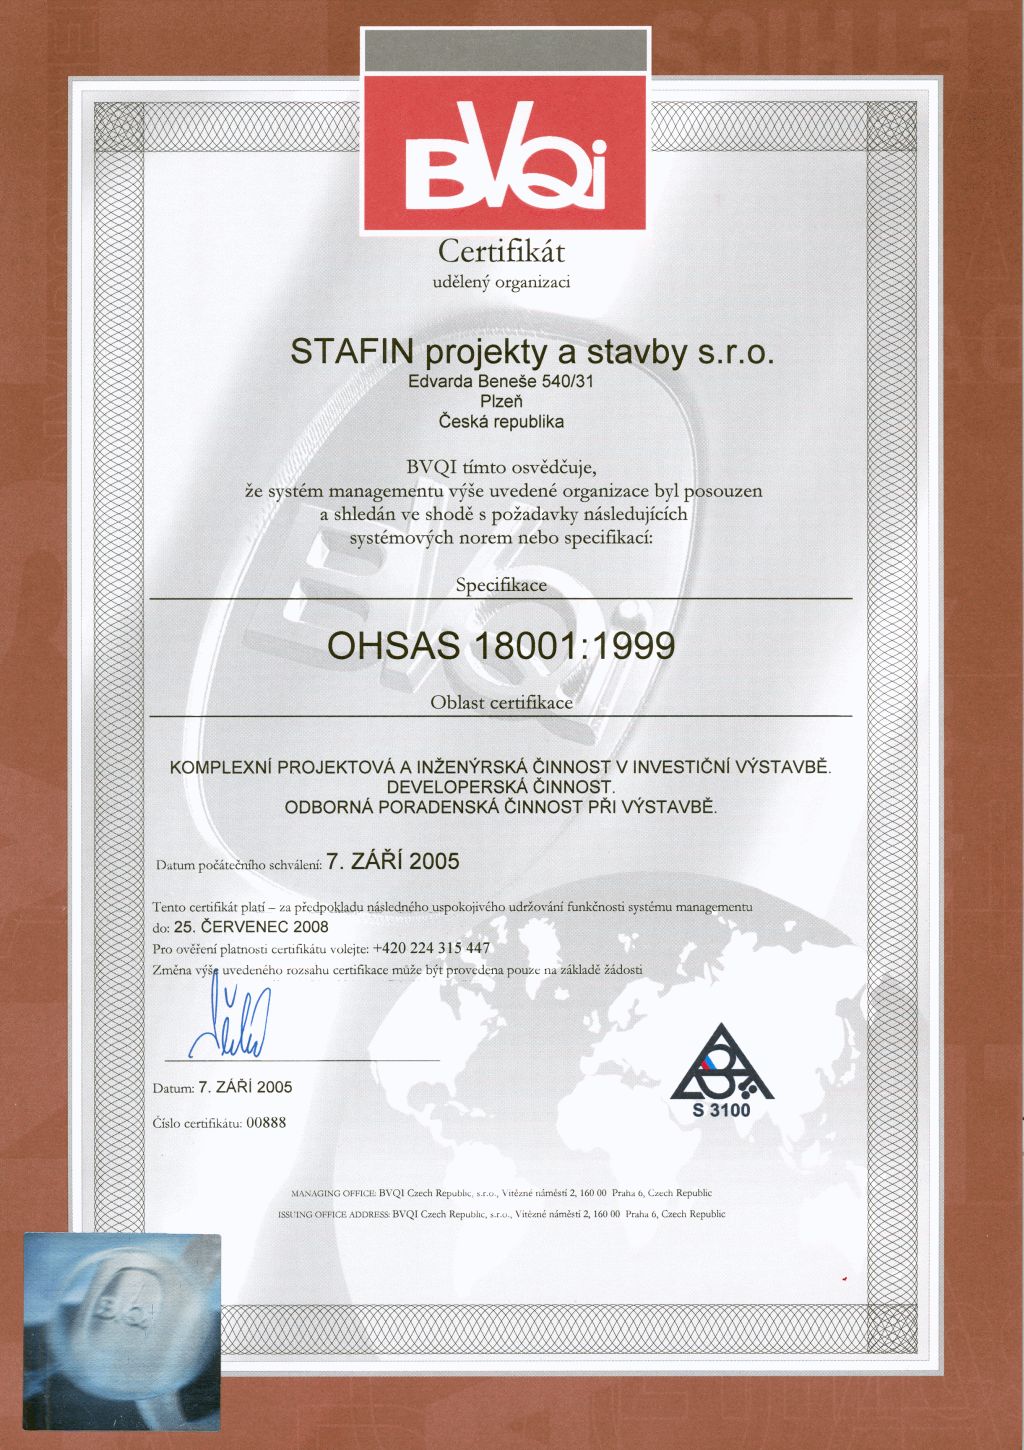 BVQi
Certifikát
udělený organizaci
STAFIN projekty a stavby s.r.o.
Edvarda Beneše 540/31
Plzeň
Česká republika
BVQI tímto osvědčuje,
že systém managementu výše uvedené organizace byl posouzen
a shledán ve shodě s požadavky následujících
systémových norem nebo specifikací:
Specifikace
OHSAS 18001:1999
Oblast certifikace
KOMPLEXNÍ PROJEKTOVÁ A INŽENÝRSKÁ ČINNOST V INVESTIČNÍ VÝSTAVBĚ.
DEVELOPERSKÁ ČINNOST.
ODBORNÁ PORADENSKÁ ČINNOST PŘI VÝSTAVBĚ.
Datum počátečního schválení: 7. ZÁŘÍ 2005
Tento certifikát platí – za předpokladu následného uspokojivého udržování funkčnosti systému managementu
do: 25. ČERVENEC 2008
Pro ověření platnosti certifikátu volejte: +420 224 315 447
Změna výše uvedeného rozsahu certifikace může být provedena pouze na základě žádosti
Datum: 7. ZÁŘÍ 2005
Číslo certifikátu: 00888
S 3100
MANAGING OFFICE: BVQI Czech Republic, s.r.o., Vítězné náměstí 2, 160 00 Praha 6, Czech Republic
ISSUING OFFICE ADDRESS: BVQI Czech Republic, s.r.o., Vítězné náměstí 2, 160 00 Praha 6, Czech Republic
BVQi